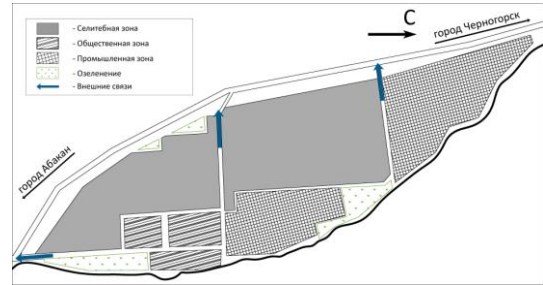 - Селитебная зона
- Общественная зона
- Промышленная зона
- Озеленение
- Внешние связи
С
город Черногорск
город Абакан